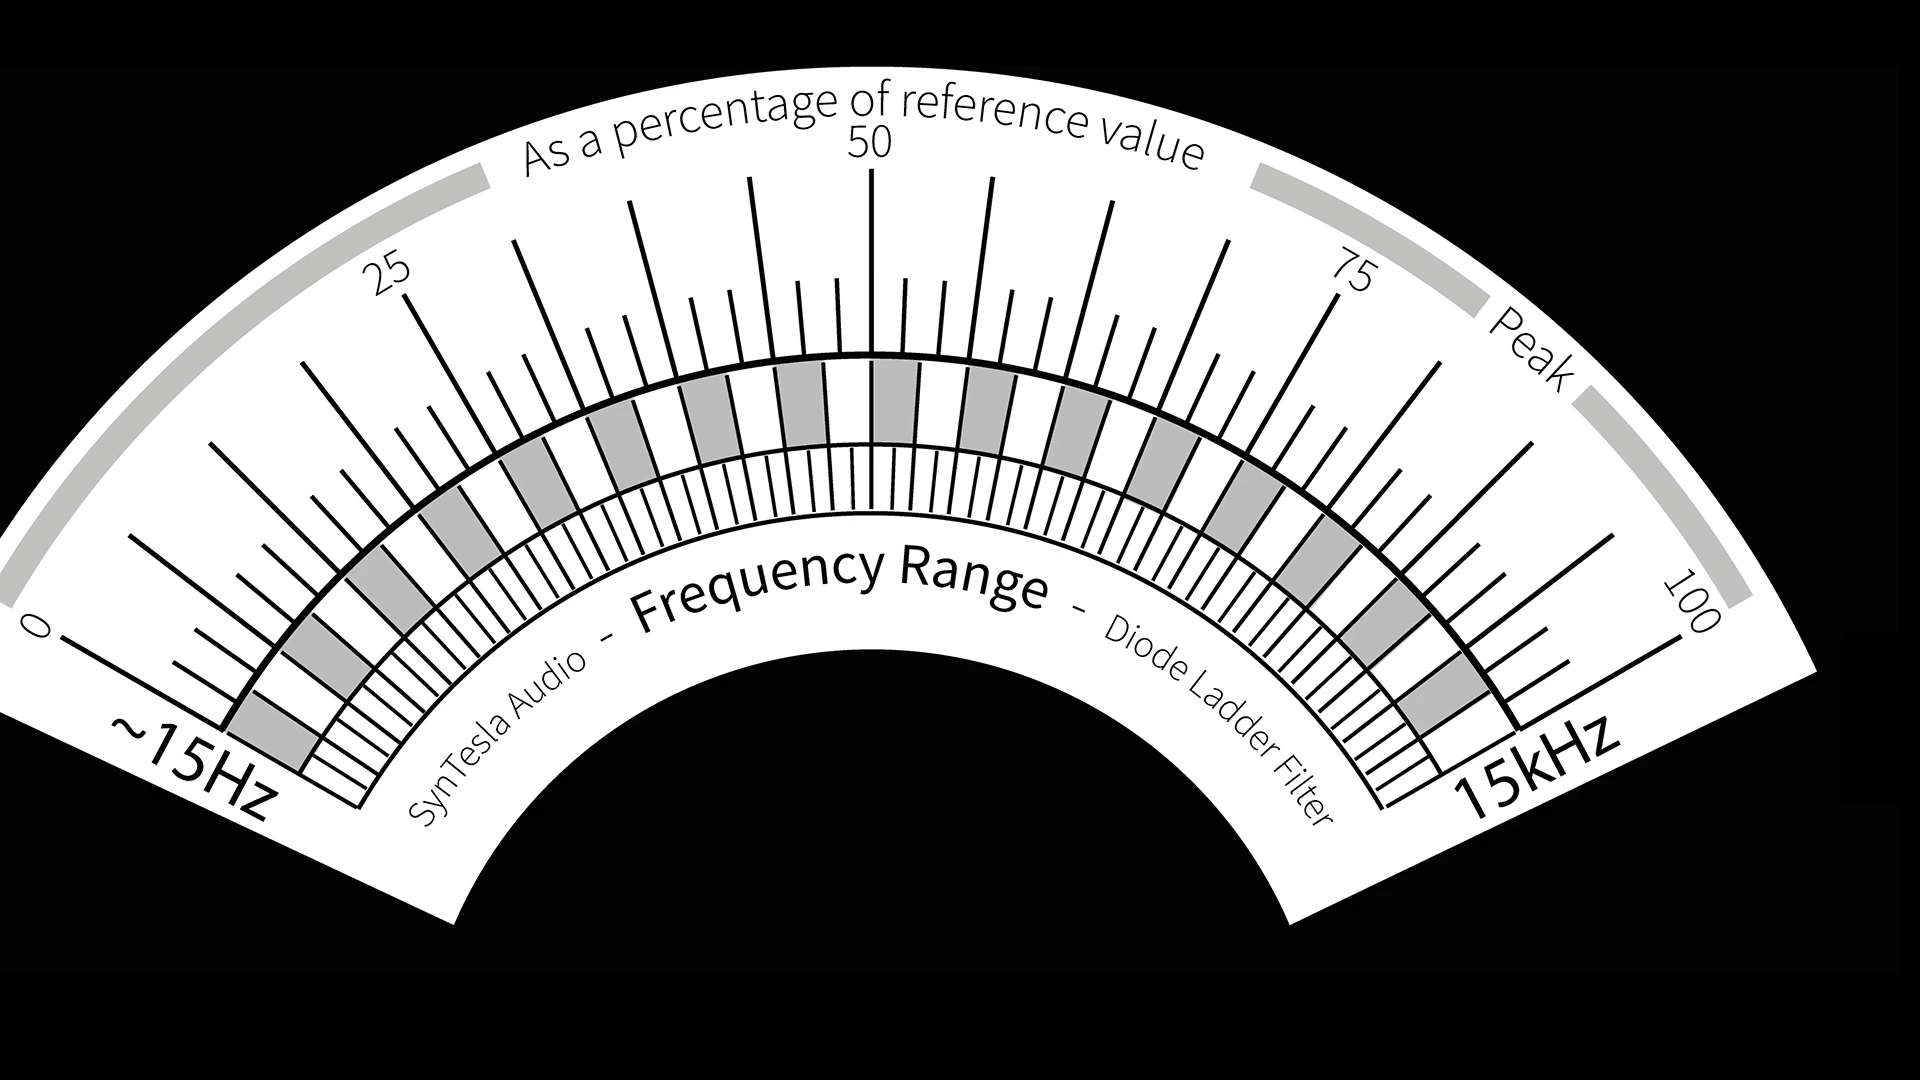 As a percentage of reference value
0
25
50
75
Peak
100
~15Hz
SynTesla Audio - Frequency Range - Diode Ladder Filter
15kHz